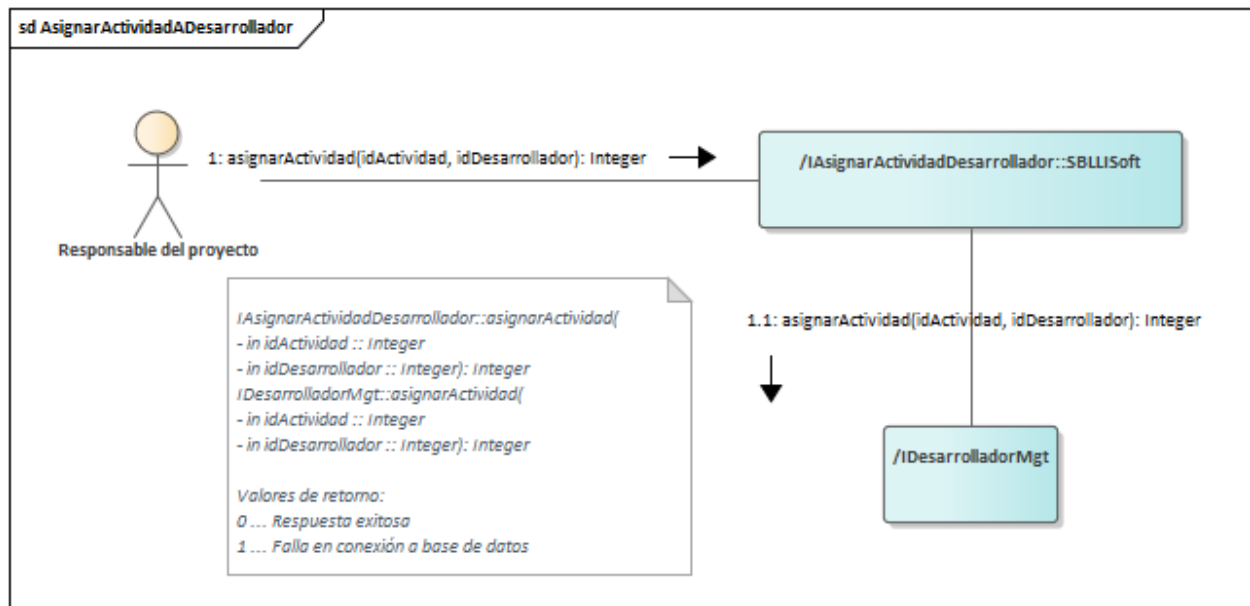 sd AsignarActividadADesarrollador
1: asignarActividad(idActividad, idDesarrollador): Integer
/IAsignarActividadDesarrollador::SBLLISoft
Responsable del proyecto
IAsignarActividadDesarrollador::asignarActividad(
- in idActividad :: Integer
- in idDesarrollador :: Integer): Integer
IDesarrolladorMgt::asignarActividad(
- in idActividad :: Integer
- in idDesarrollador :: Integer): Integer
Valores de retorno:
0 ... Respuesta exitosa
1 ... Falla en conexión a base de datos
1.1: asignarActividad(idActividad, idDesarrollador): Integer
/IDesarrolladorMgt